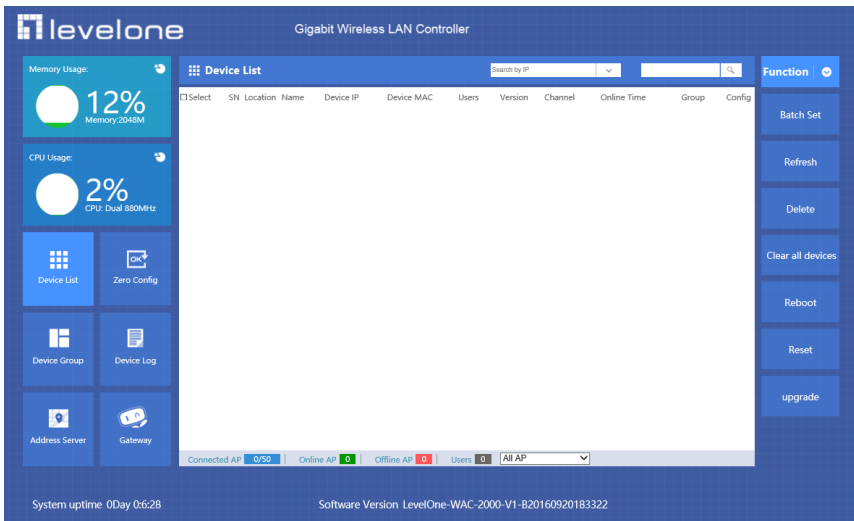 levelone
Gigabit Wireless LAN Controller
Memory Usage:
12%
Memory:2048M
CPU Usage:
2%
CPU: Dual 880MHz
Device List
Zero Config
Device Group
Device Log
Address Server
Gateway
Device List
Search by IP
Select SN Location Name Device IP Device MAC Users Version Channel Online Time Group Config
Connected AP 0/50 | Online AP 0 | Offline AP 0 | Users 0 All AP
Function
Batch Set
Refresh
Delete
Clear all devices
Reboot
Reset
upgrade
System uptime 0Day 0:6:28
Software Version LevelOne-WAC-2000-V1-B20160920183322